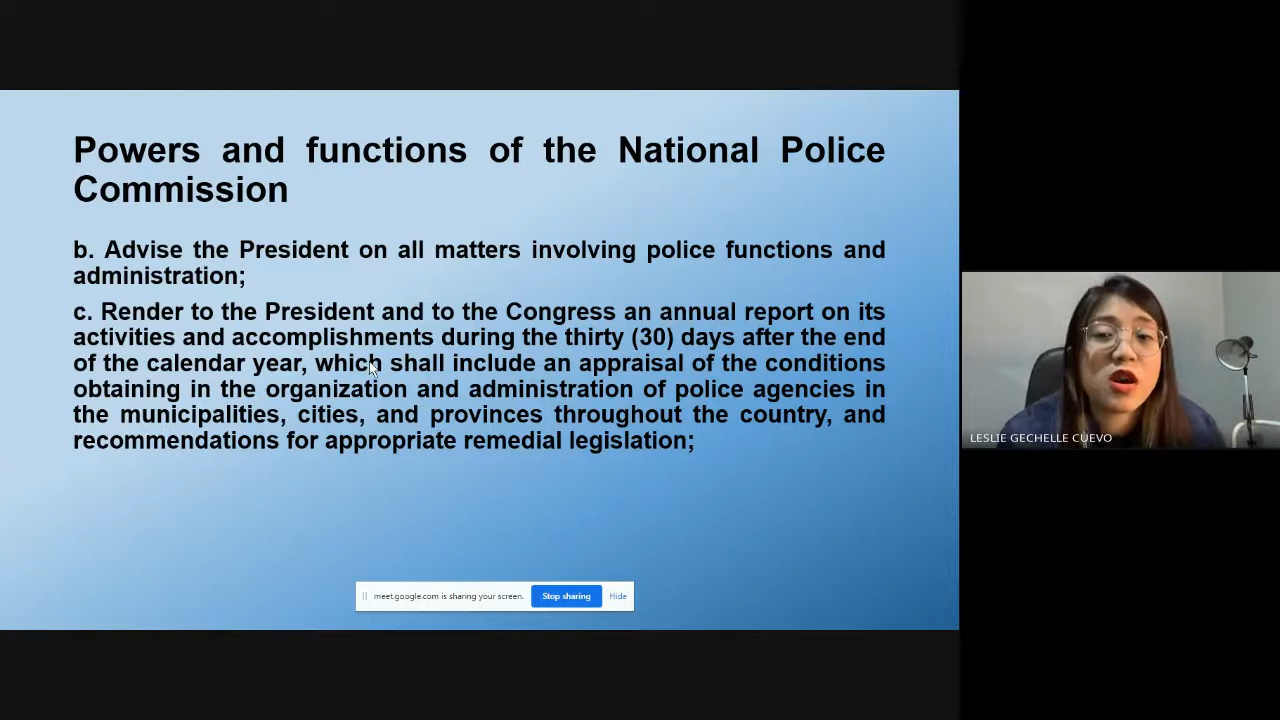 Powers and functions of the National Police
Commission
b. Advise the President on all matters involving police functions and
administration;
c. Render to the President and to the Congress an annual report on its
activities and accomplishments during the thirty (30) days after the end
of the calendar year, which shall include an appraisal of the conditions
obtaining in the organization and administration of police agencies in
the municipalities, cities, and provinces throughout the country, and
recommendations for appropriate remedial legislation;
meet.google.com is sharing your screen.
Stop sharing
Hide
LESLIE GECHELLE CUEVO